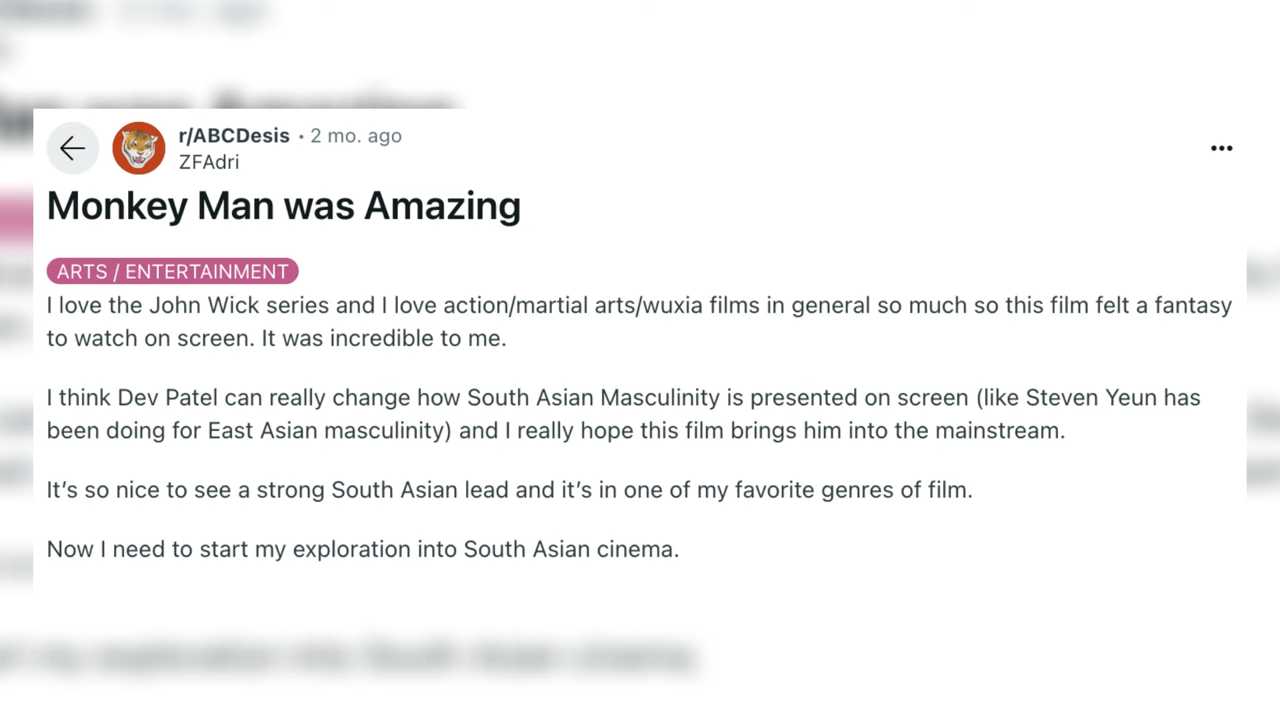 r/ABCDesis • 2 mo. ago
ZFAdri
Monkey Man was Amazing
ARTS / ENTERTAINMENT
I love the John Wick series and I love action/martial arts/wuxia films in general so much so this film felt a fantasy
to watch on screen. It was incredible to me.
I think Dev Patel can really change how South Asian Masculinity is presented on screen (like Steven Yeun has
been doing for East Asian masculinity) and I really hope this film brings him into the mainstream.
It’s so nice to see a strong South Asian lead and it’s in one of my favorite genres of film.
Now I need to start my exploration into South Asian cinema.